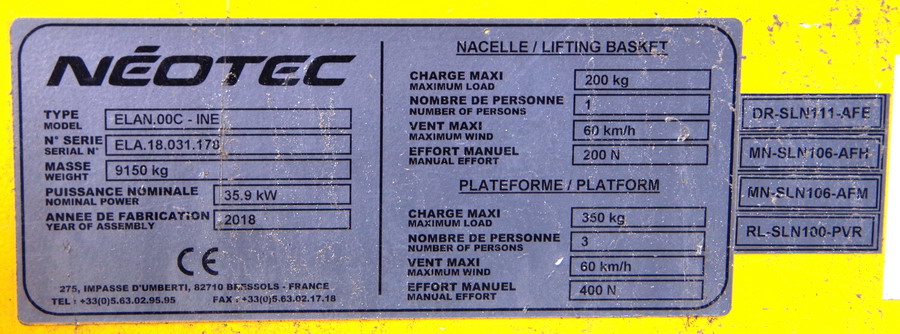 NÉOTEC
TYPE
MODEL
ELAN.00C - INE
N° SERIE
SERIAL N°
ELA.18.031.178
MASSE
WEIGHT
9150 kg
PUISSANCE NOMINALE
NOMINAL POWER
35.9 kW
ANNEE DE FABRICATION
YEAR OF ASSEMBLY
2018
CE
275, IMPASSE D'UMBERTI, 82710 BRESSOLS - FRANCE
TEL : +33(0)5.63.02.95.95 FAX : +33(0)5.63.02.17.18
NACELLE / LIFTING BASKET
CHARGE MAXI
MAXIMUM LOAD
200 kg
NOMBRE DE PERSONNE
NUMBER OF PERSONS
1
VENT MAXI
MAXIMUM WIND
60 km/h
EFFORT MANUEL
MANUAL EFFORT
200 N
PLATEFORME / PLATFORM
CHARGE MAXI
MAXIMUM LOAD
350 kg
NOMBRE DE PERSONNE
NUMBER OF PERSONS
3
VENT MAXI
MAXIMUM WIND
60 km/h
EFFORT MANUEL
MANUAL EFFORT
400 N
DR-SLN111-AFE
MN-SLN106-AFH
MN-SLN106-AFM
RL-SLN100-PVR